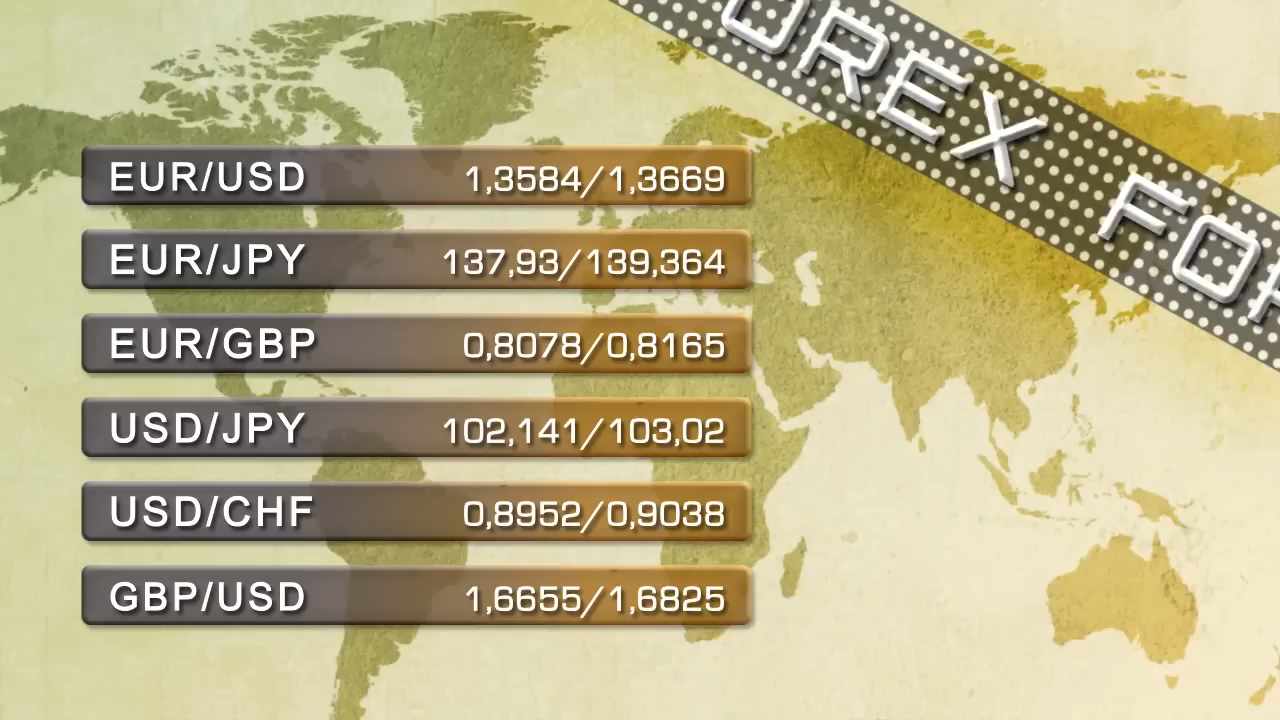 OREX FO
EUR/USD 1,3584/1,3669
EUR/JPY 137,93/139,364
EUR/GBP 0,8078/0,8165
USD/JPY 102,141/103,02
USD/CHF 0,8952/0,9038
GBP/USD 1,6655/1,6825